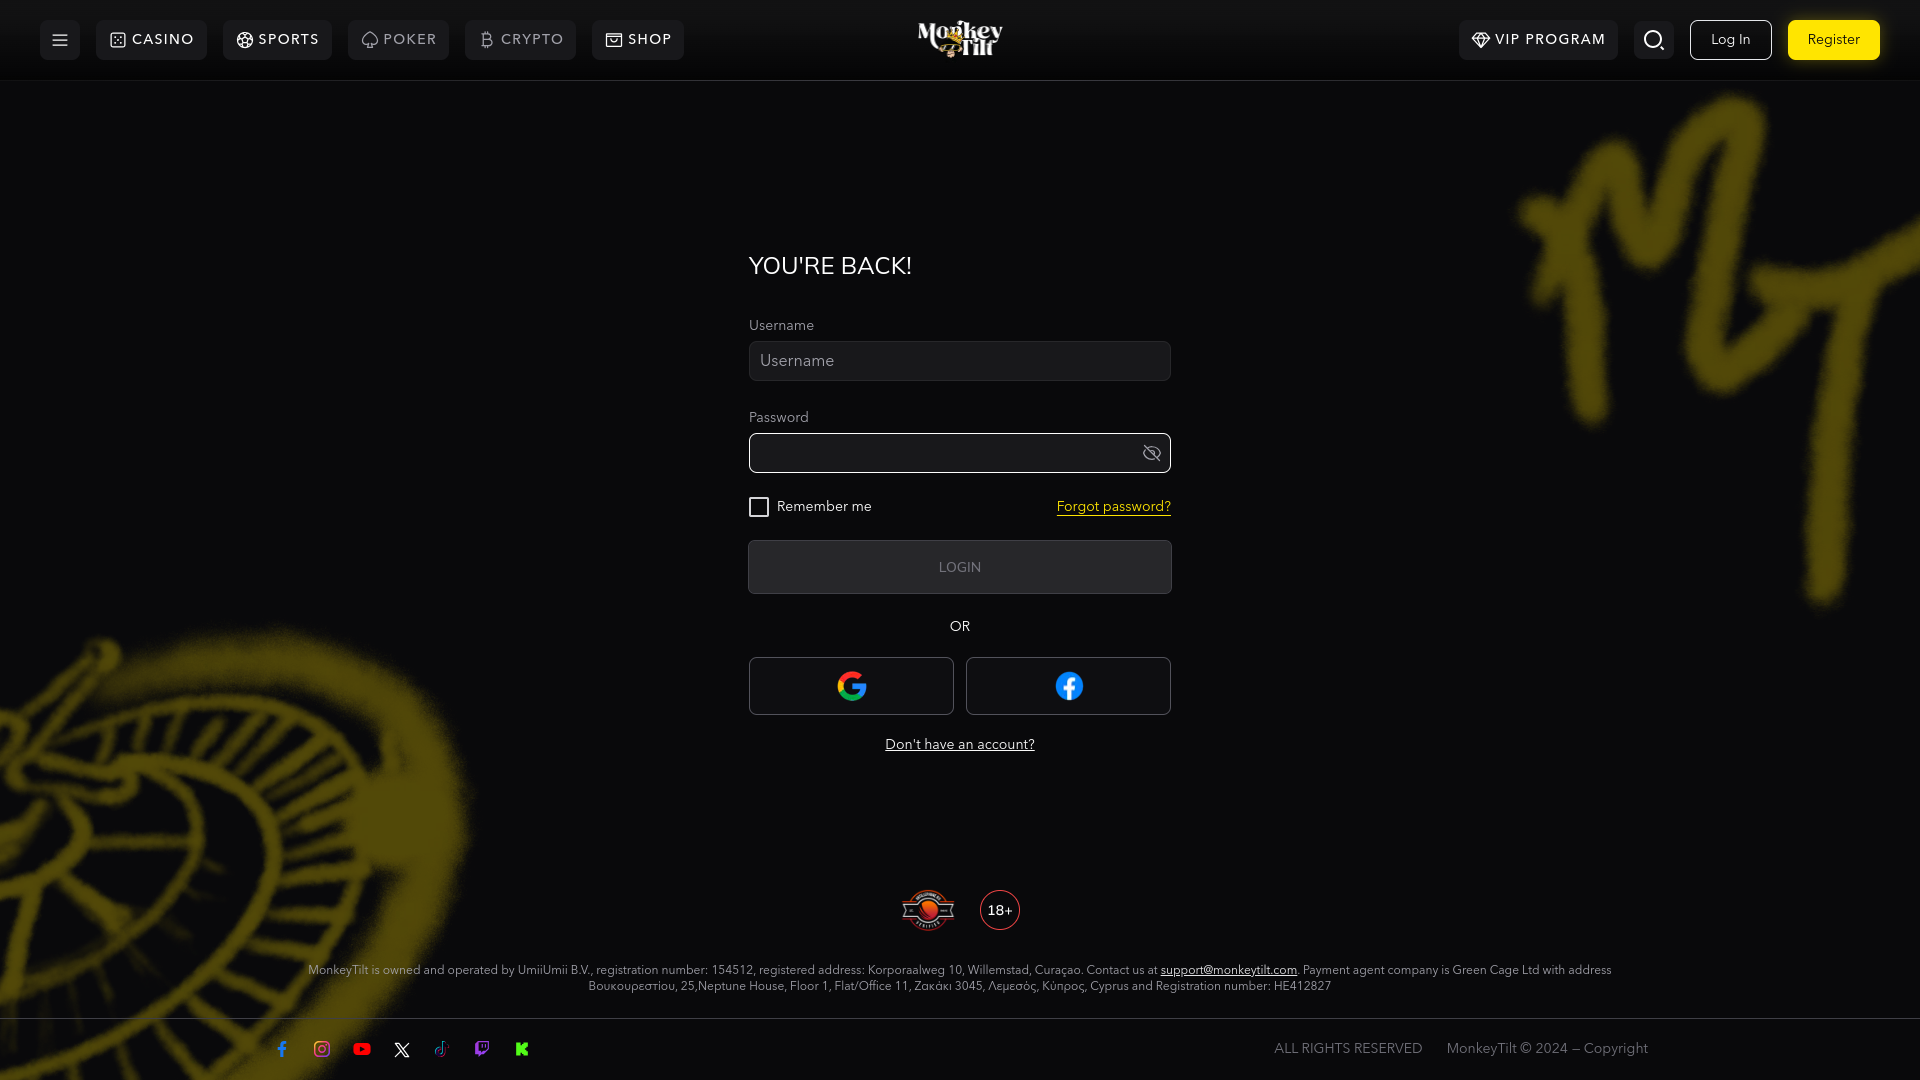 CASINO
SPORTS
POKER
CRYPTO
SHOP
Monkey
Tilt
VIP PROGRAM
Log In
Register
YOU'RE BACK!
Username
Username
Password
Remember me
Forgot password?
LOGIN
OR
Don't have an account?
18+
MonkeyTilt is owned and operated by UmiiUmii B.V., registration number: 154512, registered address: Korporaalweg 10, Willemstad, Curaçao. Contact us at support@monkeytilt.com. Payment agent company is Green Cage Ltd with address
Βουκουρεστίου, 25,Neptune House, Floor 1, Flat/Office 11, Ζακάκι 3045, Λεμεσός, Κύπρος, Cyprus and Registration number: HE412827
ALL RIGHTS RESERVED
MonkeyTilt © 2024 – Copyright